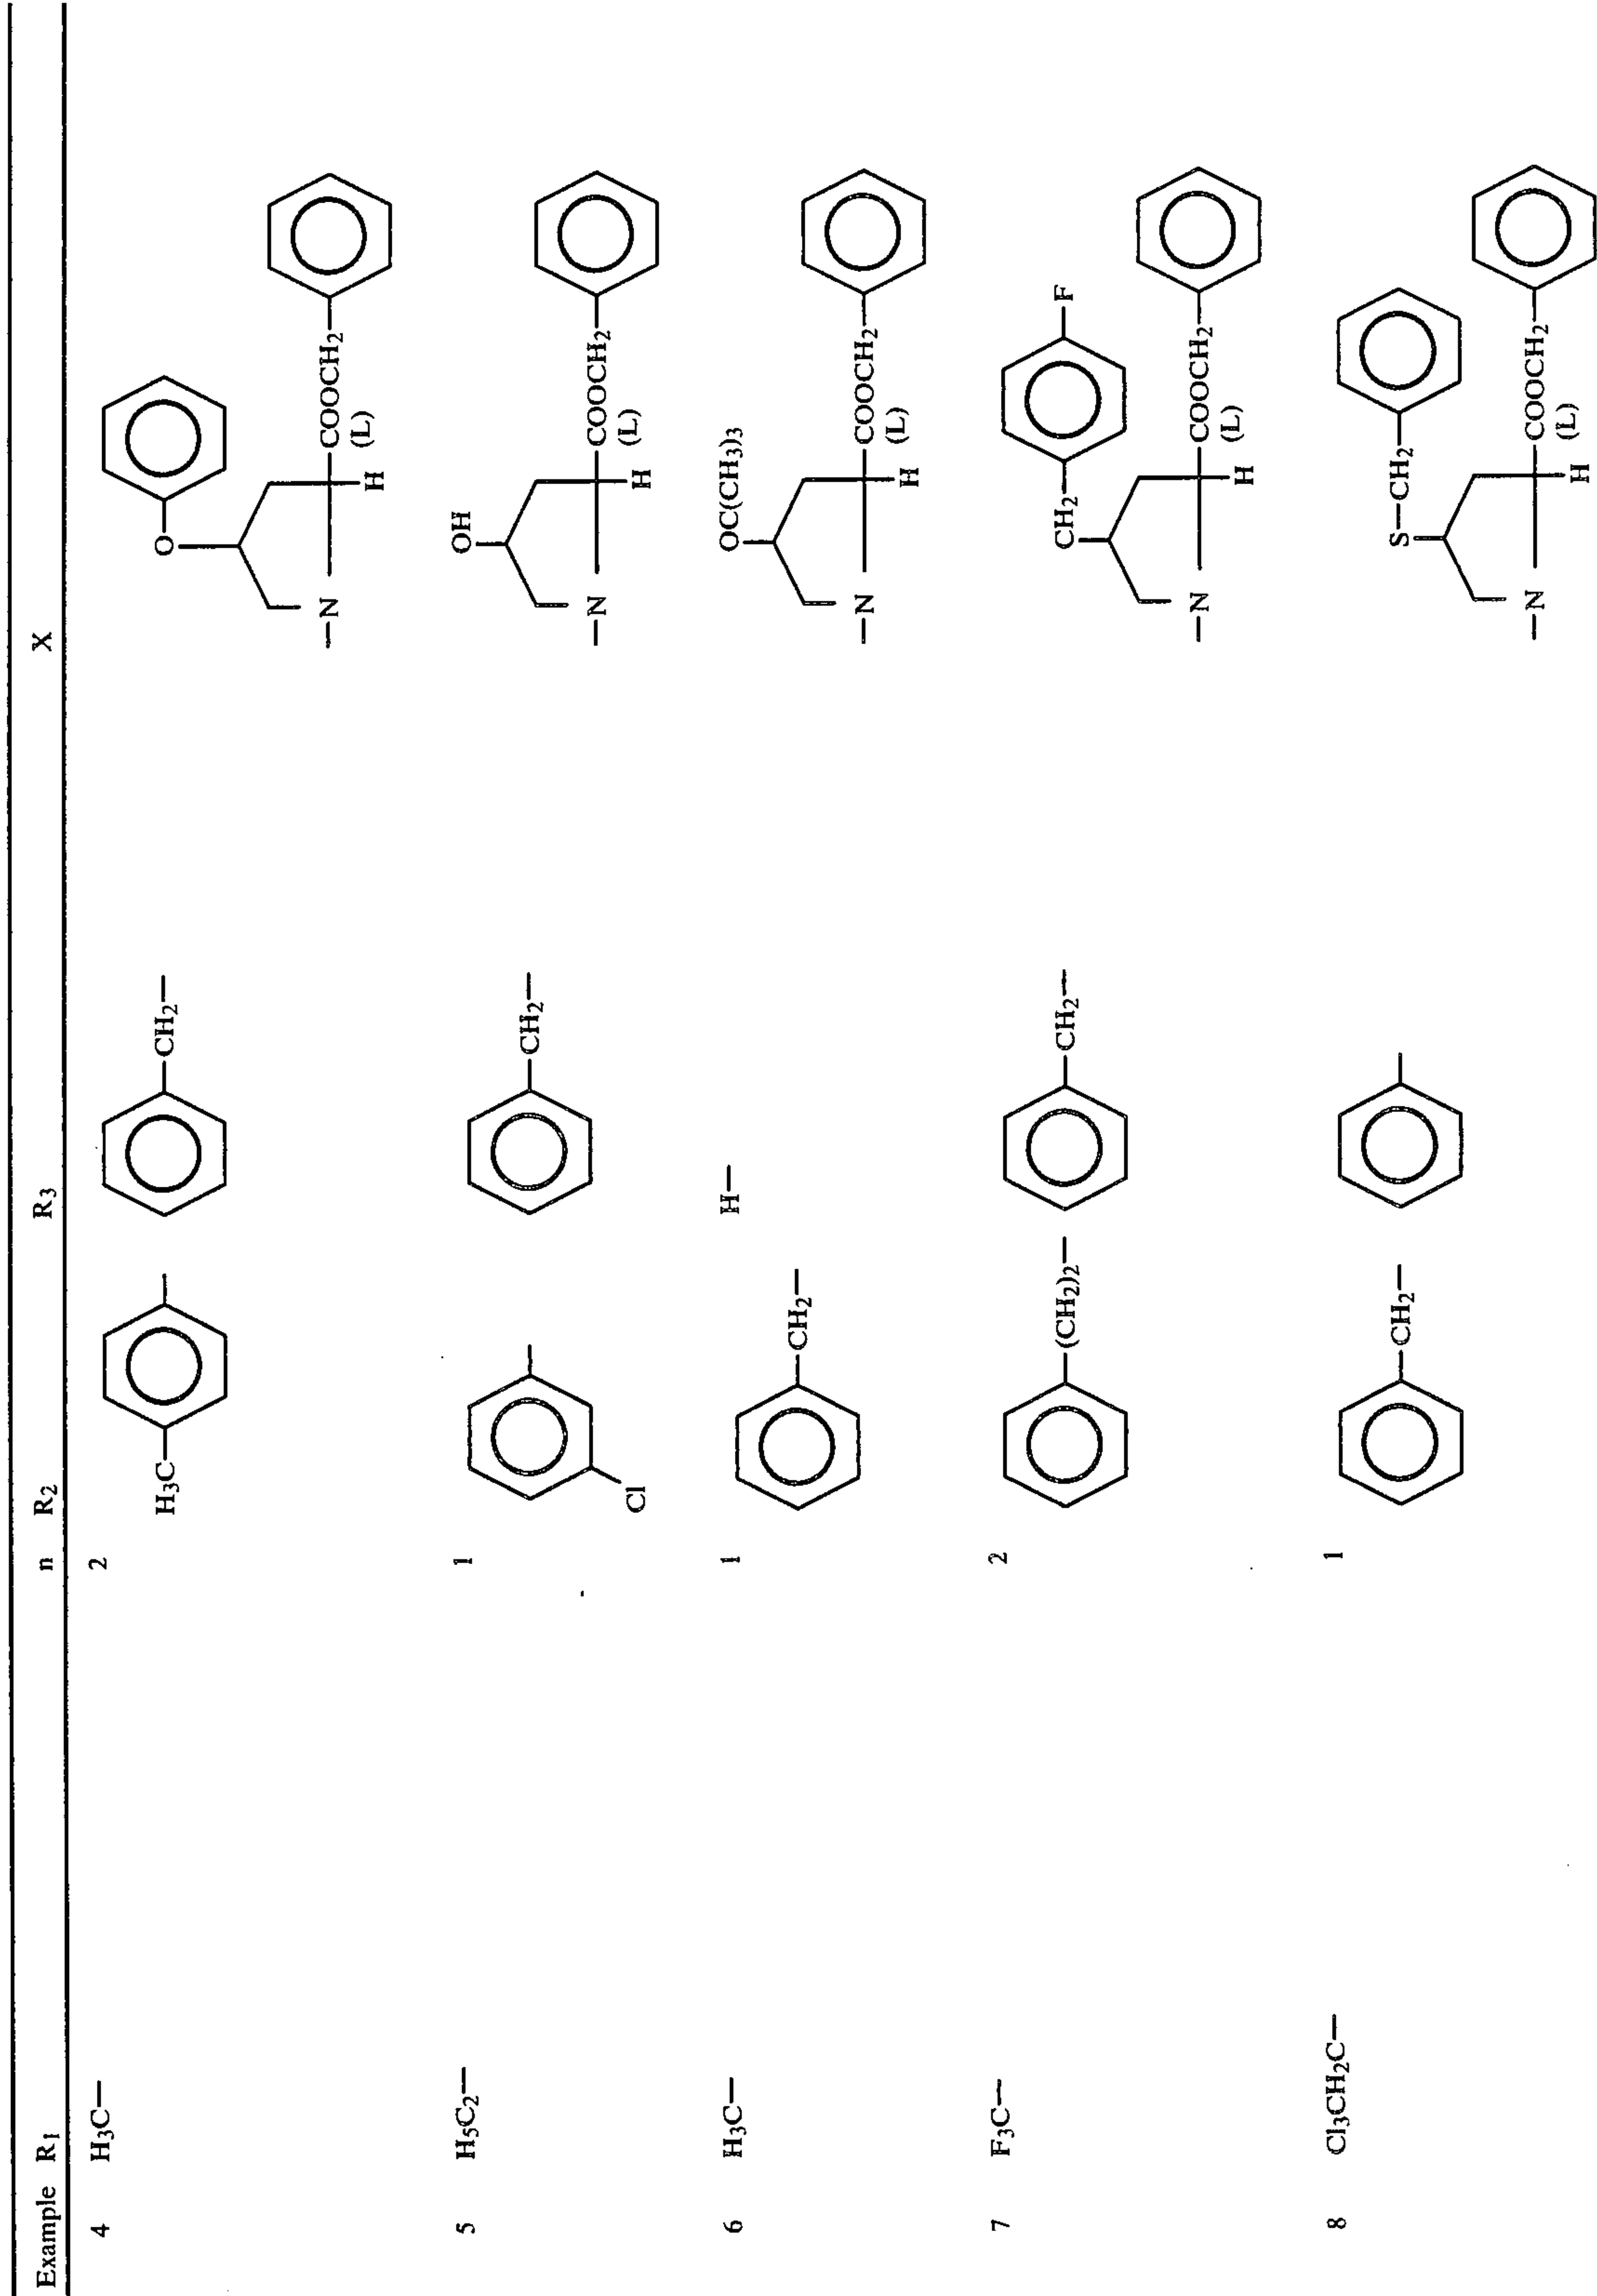 Example R1 n R2 R3 X
4 H3C— 2 H3C— —CH2— O
—N COOCH2—
(L)
H
5 H5C2— 1 Cl —CH2— OH
—N COOCH2—
(L)
H
6 H3C— 1 —CH2— H— OC(CH3)3
—N COOCH2—
(L)
H
7 F3C— 2 —(CH2)2— —CH2— CH2— —F
—N COOCH2—
(L)
H
8 Cl3CH2C— 1 —CH2— S—CH2—
—N COOCH2—
(L)
H